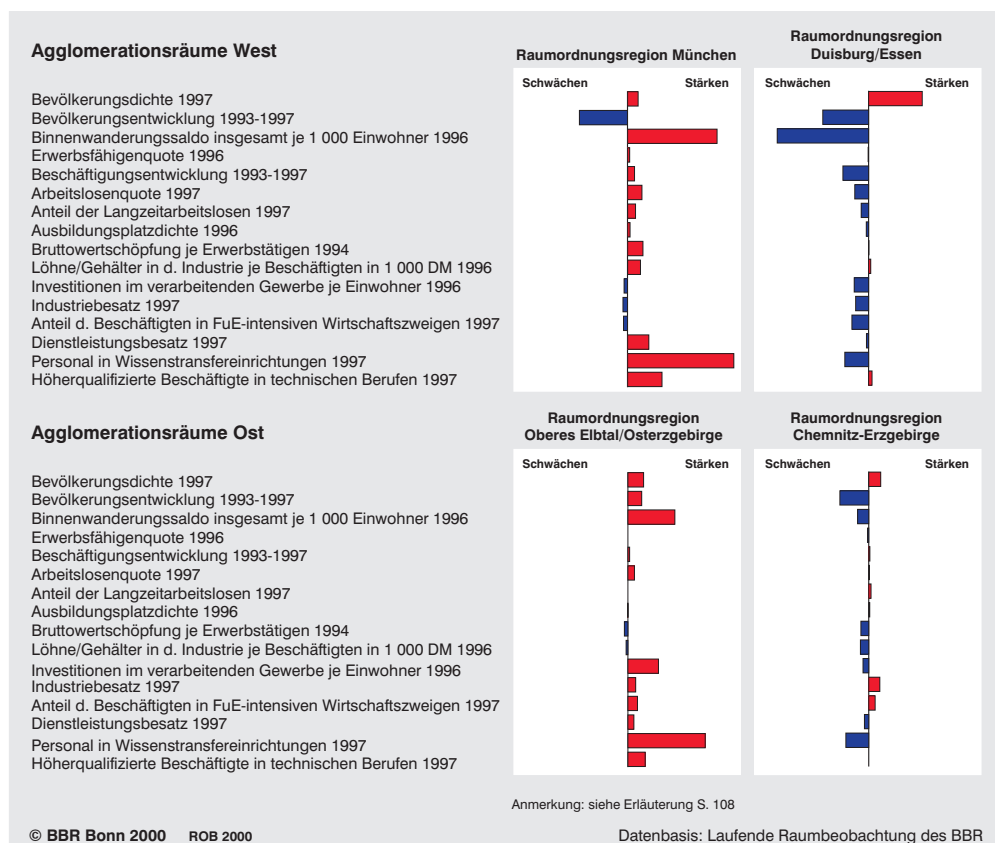 Agglomerationsräume West
Raumordnungsregion München
Raumordnungsregion
Duisburg/Essen
Schwächen Stärken
Schwächen Stärken
Bevölkerungsdichte 1997
Bevölkerungsentwicklung 1993-1997
Binnenwanderungssaldo insgesamt je 1 000 Einwohner 1996
Erwerbsfähigenquote 1996
Beschäftigungsentwicklung 1993-1997
Arbeitslosenquote 1997
Anteil der Langzeitarbeitslosen 1997
Ausbildungsplatzdichte 1996
Bruttowertschöpfung je Erwerbstätigen 1994
Löhne/Gehälter in d. Industrie je Beschäftigten in 1 000 DM 1996
Investitionen im verarbeitenden Gewerbe je Einwohner 1996
Industriebesatz 1997
Anteil d. Beschäftigten in FuE-intensiven Wirtschaftszweigen 1997
Dienstleistungsbesatz 1997
Personal in Wissenstransfereinrichtungen 1997
Höherqualifizierte Beschäftigte in technischen Berufen 1997
Agglomerationsräume Ost
Raumordnungsregion
Oberes Elbtal/Osterzgebirge
Raumordnungsregion
Chemnitz-Erzgebirge
Schwächen Stärken
Schwächen Stärken
Bevölkerungsdichte 1997
Bevölkerungsentwicklung 1993-1997
Binnenwanderungssaldo insgesamt je 1 000 Einwohner 1996
Erwerbsfähigenquote 1996
Beschäftigungsentwicklung 1993-1997
Arbeitslosenquote 1997
Anteil der Langzeitarbeitslosen 1997
Ausbildungsplatzdichte 1996
Bruttowertschöpfung je Erwerbstätigen 1994
Löhne/Gehälter in d. Industrie je Beschäftigten in 1 000 DM 1996
Investitionen im verarbeitenden Gewerbe je Einwohner 1996
Industriebesatz 1997
Anteil d. Beschäftigten in FuE-intensiven Wirtschaftszweigen 1997
Dienstleistungsbesatz 1997
Personal in Wissenstransfereinrichtungen 1997
Höherqualifizierte Beschäftigte in technischen Berufen 1997
Anmerkung: siehe Erläuterung S. 108
© BBR Bonn 2000 ROB 2000
Datenbasis: Laufende Raumbeobachtung des BBR